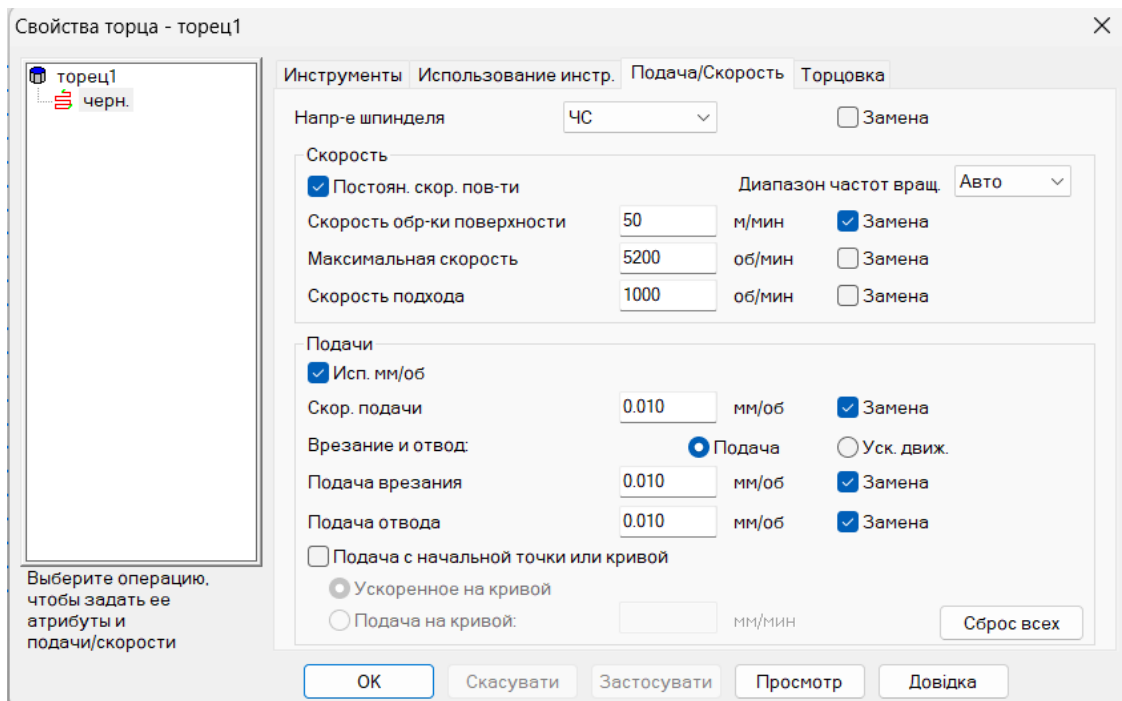 Свойства торца - торец1
торец1
черн.
Выберите операцию,
чтобы задать ее
атрибуты и
подачи/скорости
Инструменты Использование инстр. Подача/Скорость Торцовка
Напр-е шпинделя ЧС Замена
Скорость
Постоян. скор. пов-ти Диапазон частот вращ. Авто
Скорость обр-ки поверхности 50 м/мин Замена
Максимальная скорость 5200 об/мин Замена
Скорость подхода 1000 об/мин Замена
Подачи
Исп. мм/об
Скор. подачи 0.010 мм/об Замена
Врезание и отвод: Подача Уск. движ.
Подача врезания 0.010 мм/об Замена
Подача отвода 0.010 мм/об Замена
Подача с начальной точки или кривой
Ускоренное на кривой
Подача на кривой: мм/мин Сброс всех
ОК Скасувати Застосувати Просмотр Довідка